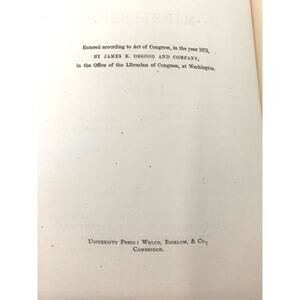 Entered according to Act of Congress, in the year 1873,
BY JAMES R. OSGOOD AND COMPANY,
in the Office of the Librarian of Congress, at Washington.
UNIVERSITY PRESS: WELCH, BIGELOW, & CO.,
CAMBRIDGE.